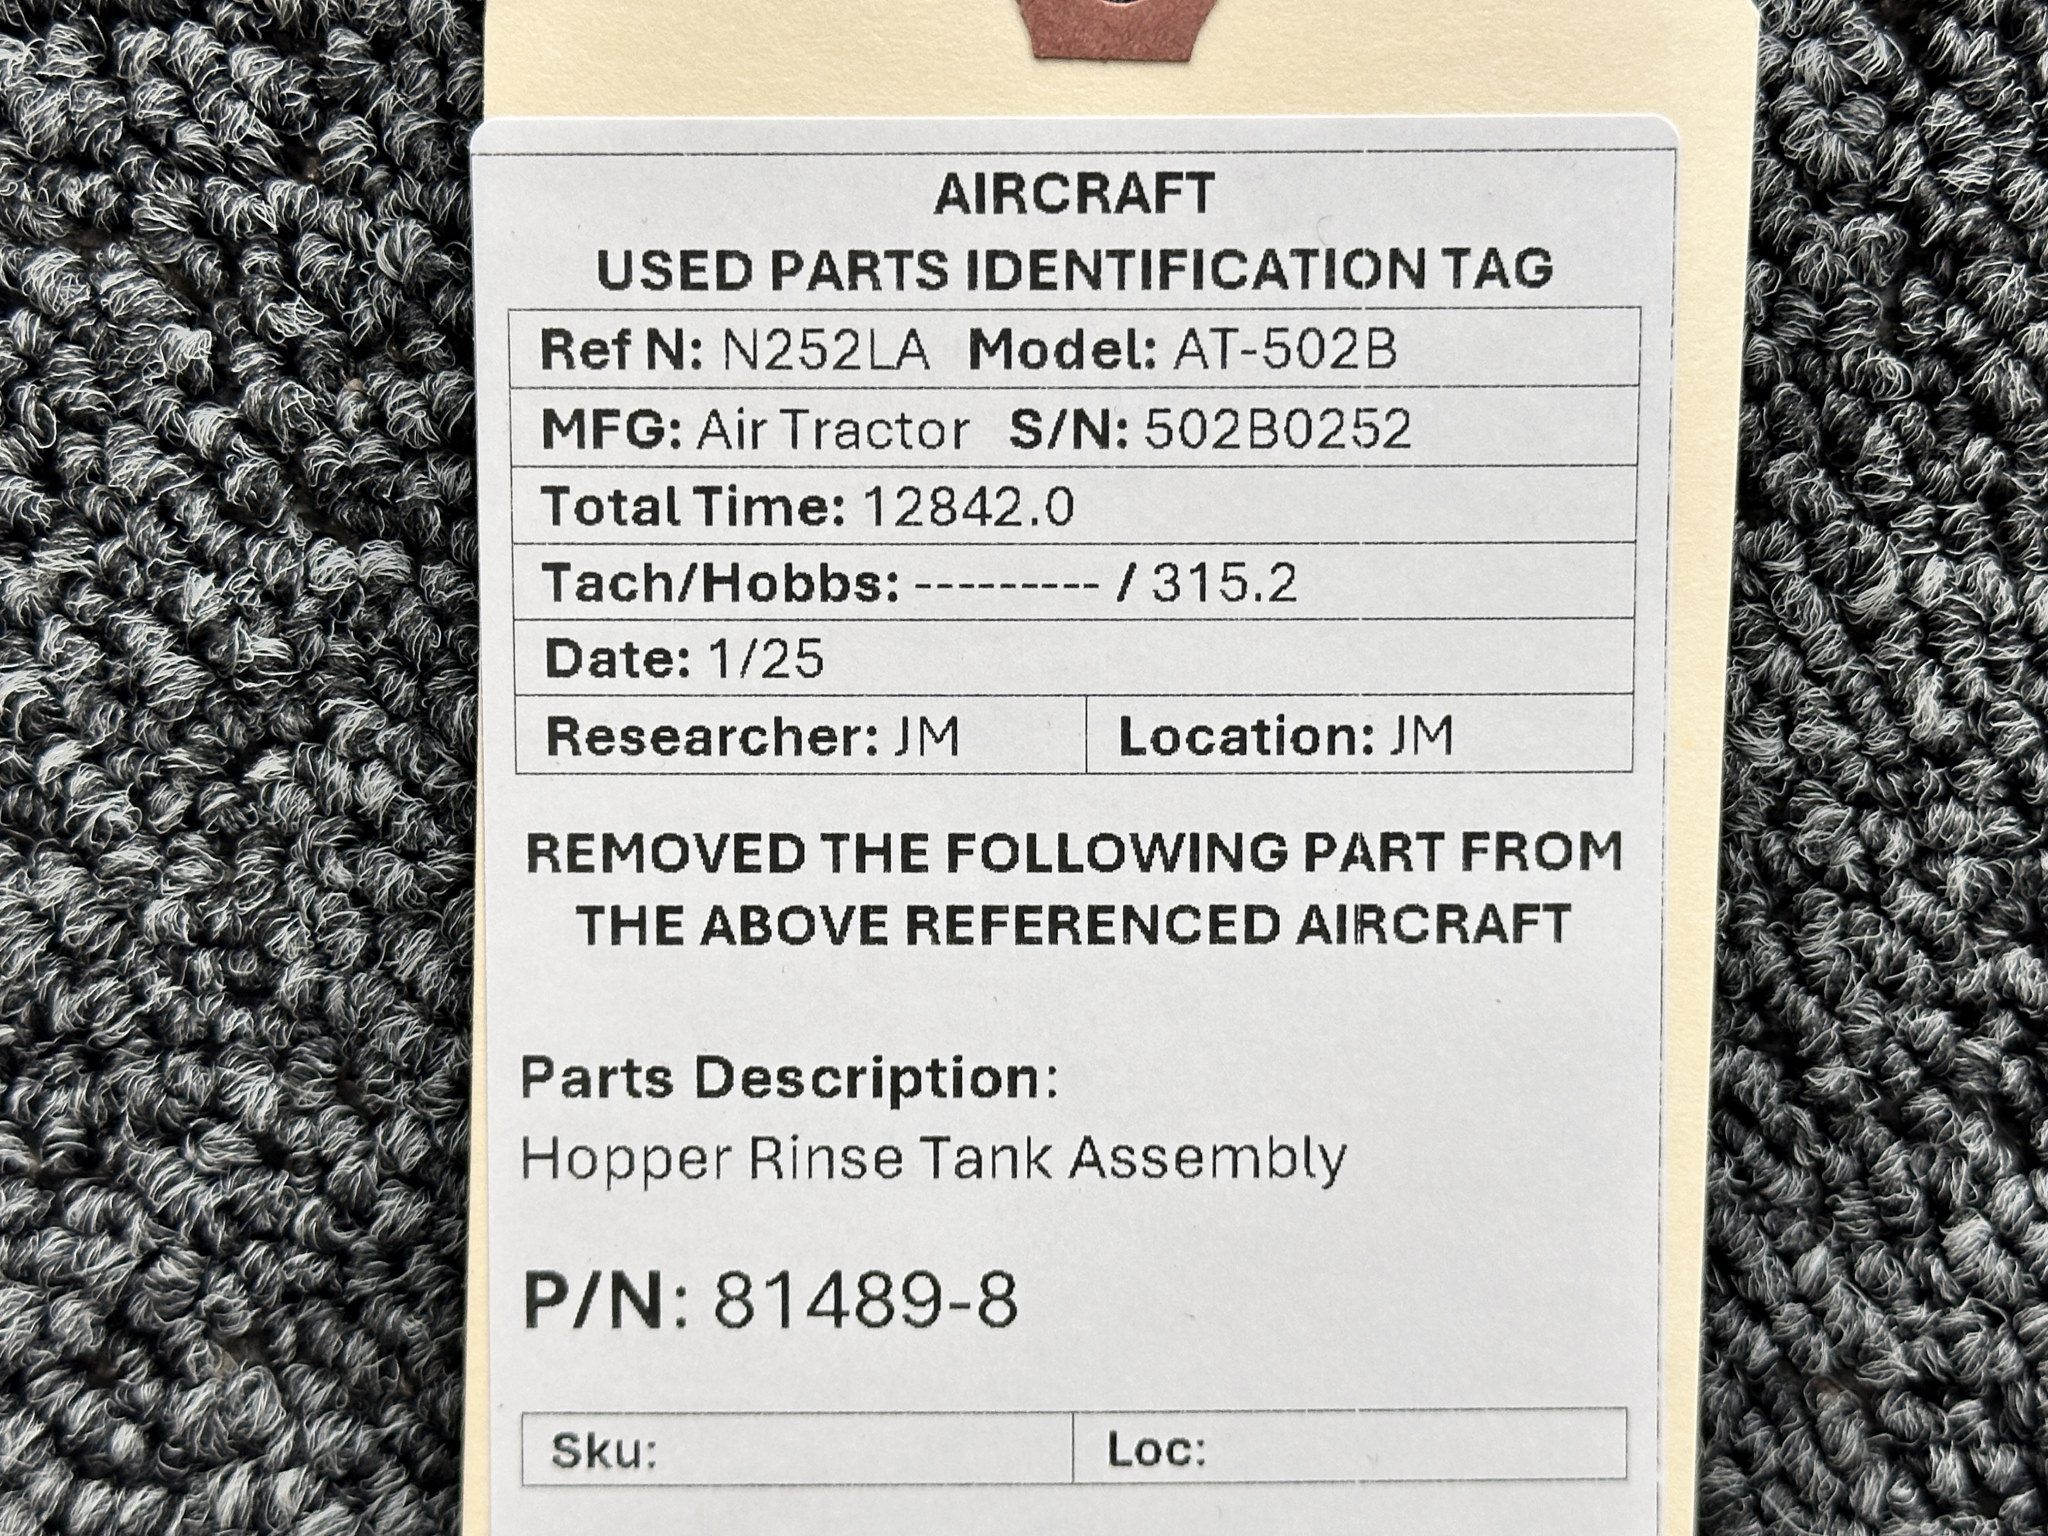 AIRCRAFT
USED PARTS IDENTIFICATION TAG
Ref N: N252LA Model: AT-502B
MFG: Air Tractor S/N: 502B0252
Total Time: 12842.0
Tach/Hobbs: --------- / 315.2
Date: 1/25
Researcher: JM Location: JM
REMOVED THE FOLLOWING PART FROM
THE ABOVE REFERENCED AIRCRAFT
Parts Description:
Hopper Rinse Tank Assembly
P/N: 81489-8
Sku: Loc: